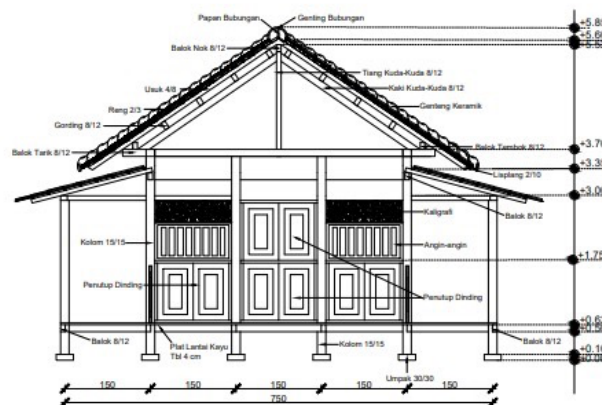 Papan Bubungan
Genting Bubungan
Balok Nok 8/12
Tiang Kuda-Kuda 8/12
Usuk 4/8
Kaki Kuda-Kuda 8/12
Reng 2/3
Gentang Keramik
Gording 8/12
Balok Tarik 8/12
Balok Tembok 8/12
+3.70
Lisplang 2/10
+3.00
Balok 8/12
Kaligrafi
Kolom 15/15
Angin-angin
+1.75
Penutup Dinding
Penutup Dinding
Balok 8/12
Plat Lantai Kayu
Tbl 4 cm
Kolom 15/15
Balok 8/12
Umpak 30/30
150
150
150
150
150
750